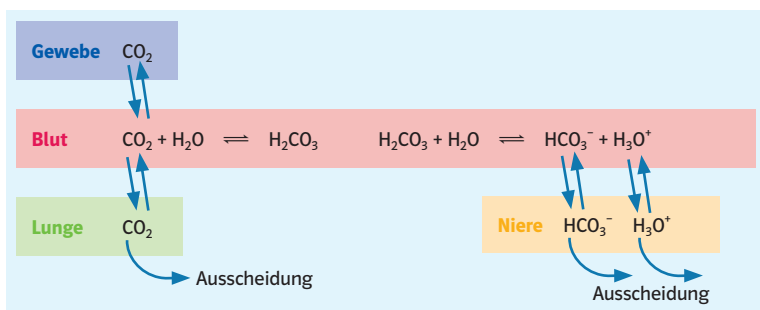 Gewebe CO₂
Blut CO₂ + H₂O ⇌ H₂CO₃ H₂CO₃ + H₂O ⇌ HCO₃⁻ + H₃O⁺
Lunge CO₂ Niere HCO₃⁻ H₃O⁺
Ausscheidung
Ausscheidung